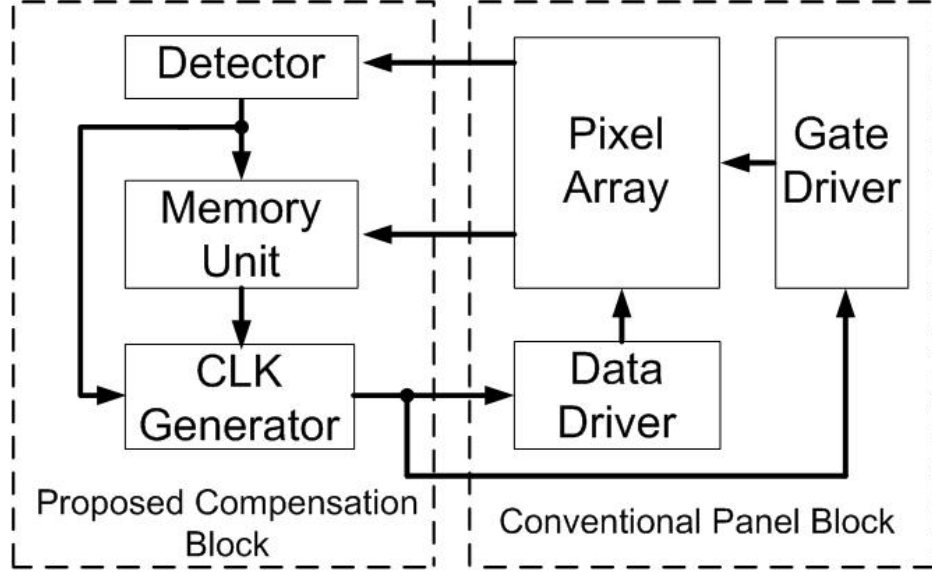 Detector
Memory
Unit
CLK
Generator
Proposed Compensation
Block
Pixel
Array
Gate
Driver
Data
Driver
Conventional Panel Block